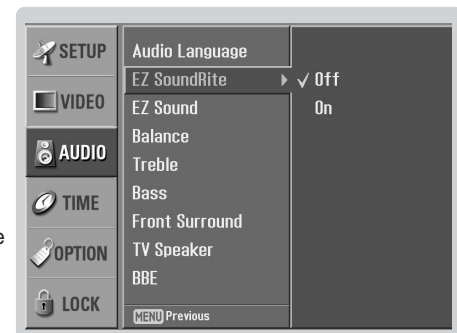 SETUP
VIDEO
AUDIO
TIME
OPTION
LOCK
Audio Language
EZ SoundRite
EZ Sound
Balance
Treble
Bass
Front Surround
TV Speaker
BBE
MENU Previous
✓ Off
On
e